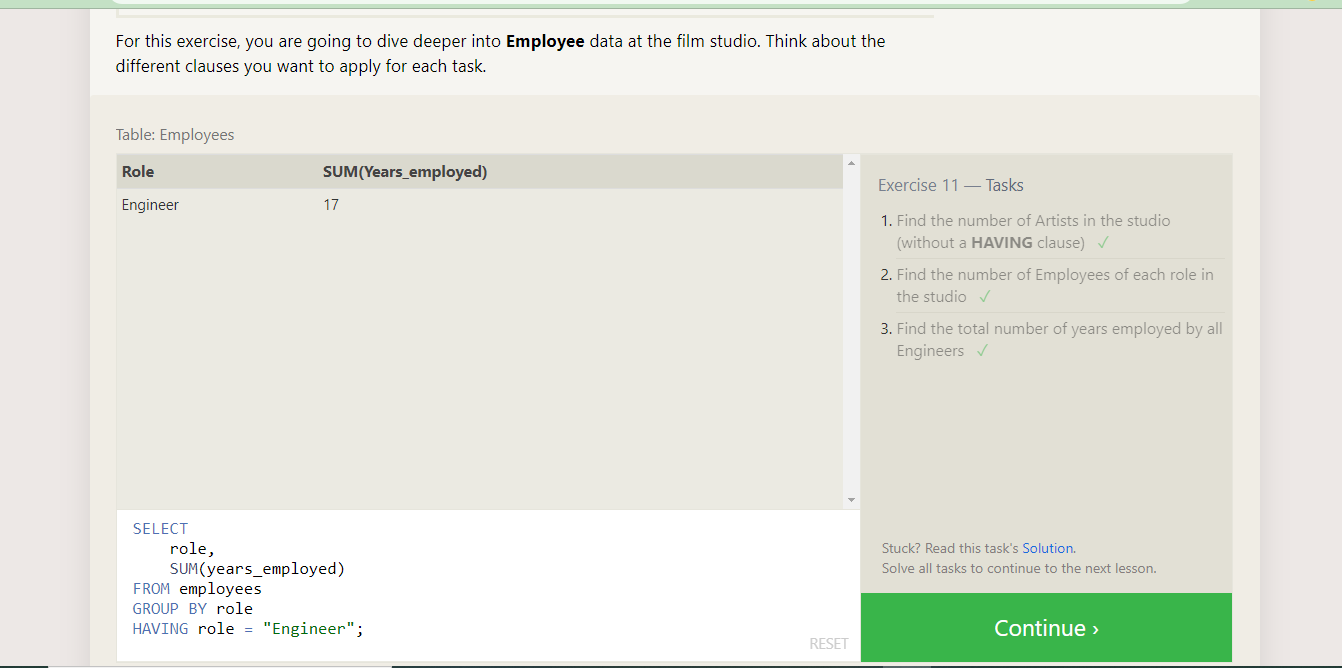 For this exercise, you are going to dive deeper into Employee data at the film studio. Think about the
different clauses you want to apply for each task.
Table: Employees
Role SUM(Years_employed)
Engineer 17
SELECT
role,
SUM(years_employed)
FROM employees
GROUP BY role
HAVING role = "Engineer";
RESET
Exercise 11 — Tasks
1. Find the number of Artists in the studio
(without a HAVING clause) ✓
2. Find the number of Employees of each role in
the studio ✓
3. Find the total number of years employed by all
Engineers ✓
Stuck? Read this task's Solution.
Solve all tasks to continue to the next lesson.
Continue ›